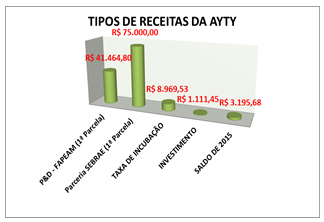 TIPOS DE RECEITAS DA AYTY
R$ 75.000,00
R$ 41.464,80
R$ 8.969,53
R$ 1.111,45
R$ 3.195,68
P&D - FAPEAM (1ª Parcela)
Parceria SEBRAE (1ª Parcela)
TAXA DE INCUBAÇÃO
INVESTIMENTO
SALDO DE 2015